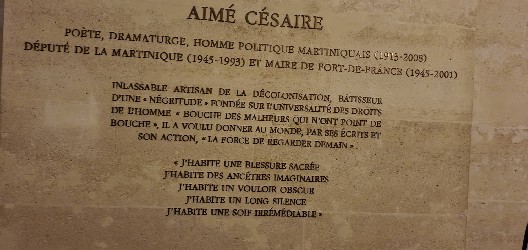 AIMÉ CÉSAIRE
POÈTE, DRAMATURGE, HOMME POLITIQUE MARTINIQUAIS (1913-2008)
DÉPUTÉ DE LA MARTINIQUE (1945-1993) ET MAIRE DE FORT-DE-FRANCE (1945-2001)
INLASSABLE ARTISAN DE LA DÉCOLONISATION, BÂTISSEUR
D'UNE « NÉGRITUDE » FONDÉE SUR L'UNIVERSALITÉ DES DROITS
DE L'HOMME « BOUCHE DES MALHEURS QUI N'ONT POINT DE
BOUCHE », IL A VOULU DONNER AU MONDE, PAR SES ÉCRITS ET
SON ACTION, « LA FORCE DE REGARDER DEMAIN ».
« J'HABITE UNE BLESSURE SACRÉE
J'HABITE DES ANCÊTRES IMAGINAIRES
J'HABITE UN VOULOIR OBSCUR
J'HABITE UN LONG SILENCE
J'HABITE UNE SOIF IRRÉMÉDIABLE »